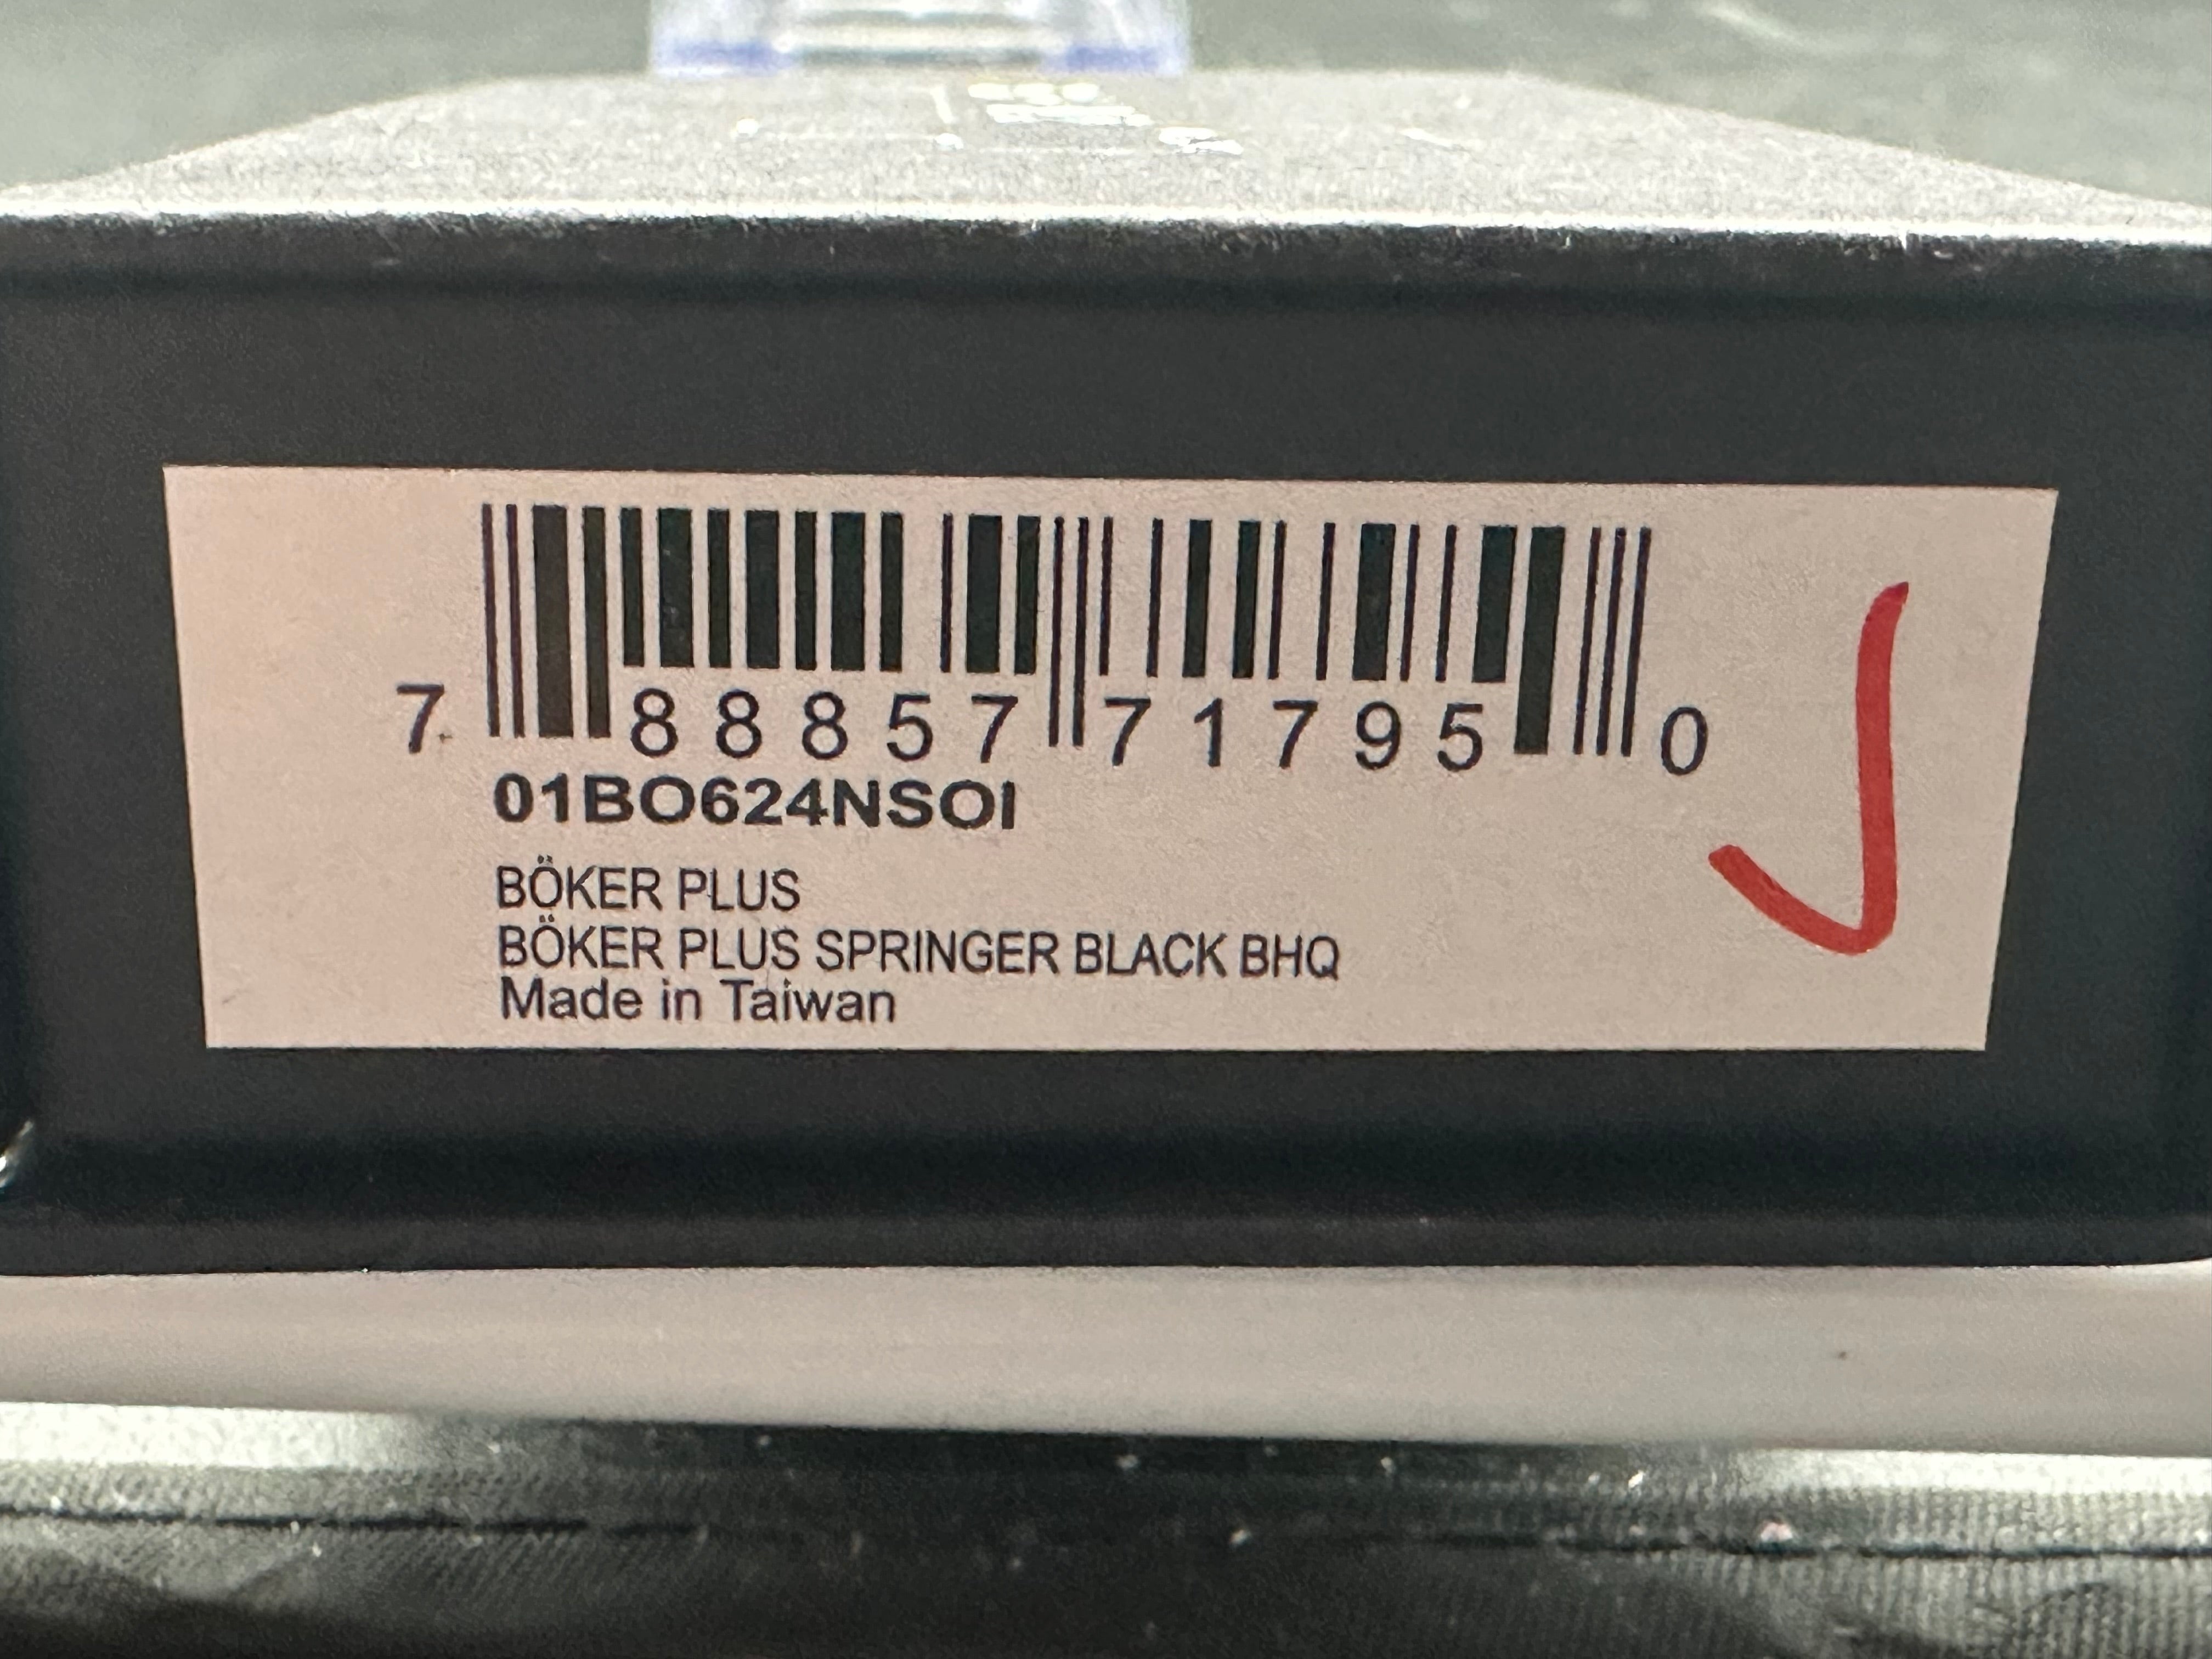 7 88857 71795 0
01BO624NSOI
BÖKER PLUS
BÖKER PLUS SPRINGER BLACK BHQ
Made in Taiwan